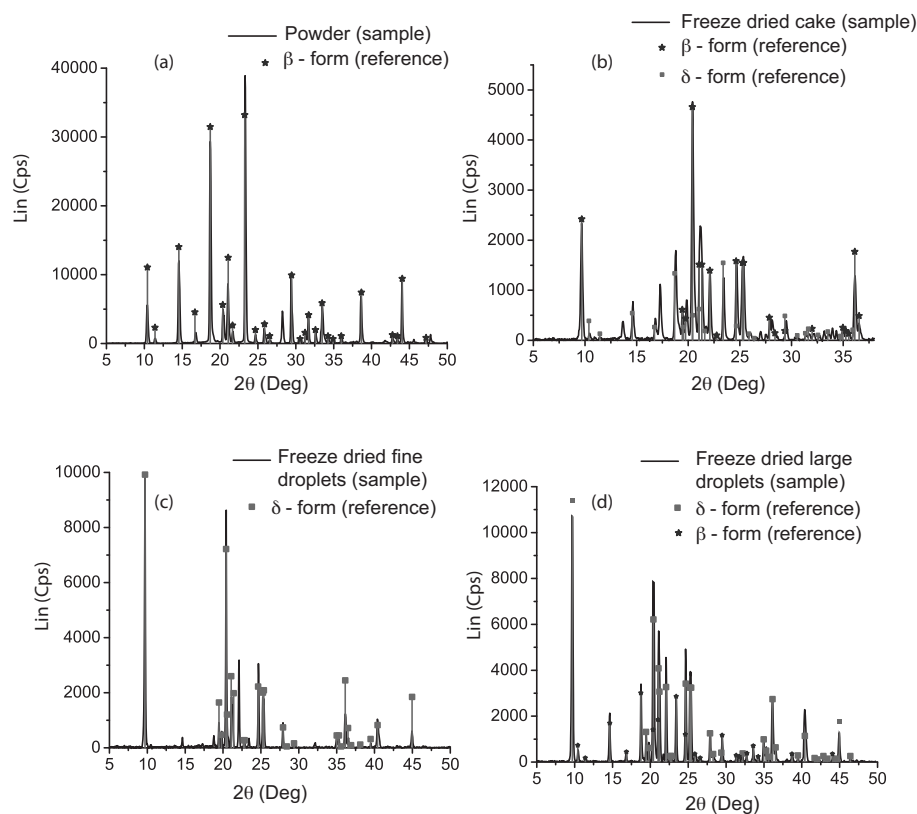 Powder (sample)
β - form (reference)
(a)
40000
30000
20000
10000
0
Lin (Cps)
5 10 15 20 25 30 35 40 45 50
2θ (Deg)
Freeze dried cake (sample)
β - form (reference)
δ - form (reference)
(b)
5000
4000
3000
2000
1000
0
Lin (Cps)
5 10 15 20 25 30 35
2θ (Deg)
Freeze dried fine
droplets (sample)
δ - form (reference)
(c)
10000
8000
6000
4000
2000
0
Lin (Cps)
5 10 15 20 25 30 35 40 45 50
2θ (Deg)
Freeze dried large
droplets (sample)
δ - form (reference)
β - form (reference)
(d)
12000
10000
8000
6000
4000
2000
0
Lin (Cps)
5 10 15 20 25 30 35 40 45 50
2θ (Deg)